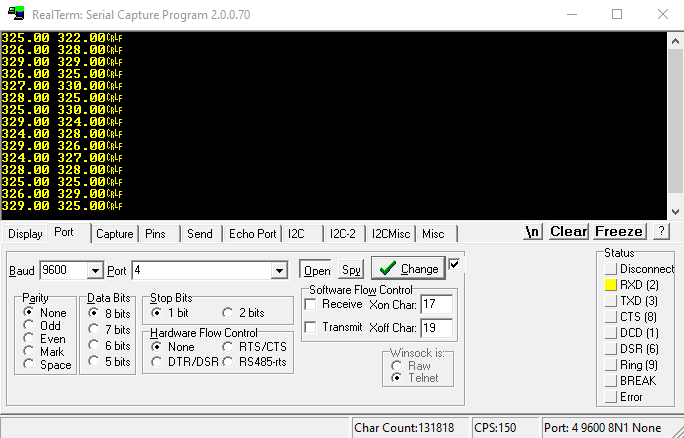 RealTerm: Serial Capture Program 2.0.0.70
325.00 322.00CRLF
326.00 328.00CRLF
329.00 329.00CRLF
326.00 325.00CRLF
327.00 330.00CRLF
328.00 325.00CRLF
325.00 330.00CRLF
329.00 324.00CRLF
324.00 328.00CRLF
329.00 326.00CRLF
324.00 327.00CRLF
328.00 328.00CRLF
325.00 325.00CRLF
326.00 329.00CRLF
329.00 325.00CRLF
Display Port Capture Pins Send Echo Port I2C I2C-2 I2CMisc Misc \n Clear Freeze ?
Baud 9600 Port 4 Open Spy Change
Parity
None
Odd
Even
Mark
Space
Data Bits
8 bits
7 bits
6 bits
5 bits
Stop Bits
1 bit 2 bits
Hardware Flow Control
None RTS/CTS
DTR/DSR RS485-rts
Software Flow Control
Receive Xon Char: 17
Transmit Xoff Char: 19
Winsock is:
Raw
Telnet
Status
Disconnect
RXD (2)
TXD (3)
CTS (8)
DCD (1)
DSR (6)
Ring (9)
BREAK
Error
Char Count:131818 CPS:150 Port: 4 9600 8N1 None